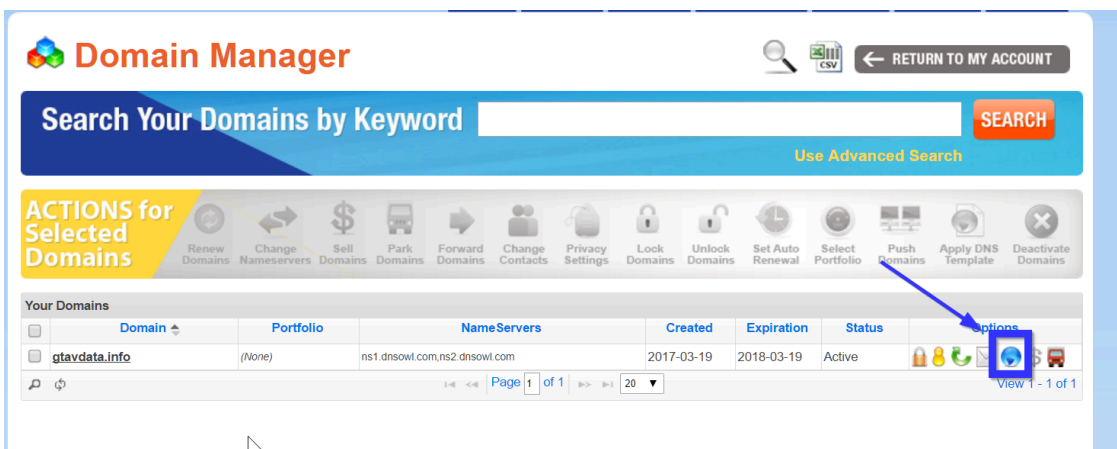 Domain Manager
CSV
RETURN TO MY ACCOUNT
Search Your Domains by Keyword
SEARCH
Use Advanced Search
ACTIONS for
Selected
Domains
Renew
Domains
Change
Nameservers
Sell
Domains
Park
Domains
Forward
Domains
Change
Contacts
Privacy
Settings
Lock
Domains
Unlock
Domains
Set Auto
Renewal
Select
Portfolio
Push
Domains
Apply DNS
Template
Deactivate
Domains
Your Domains
Domain Portfolio NameServers Created Expiration Status Options
gtavdata.info (None) ns1.dnsowl.com,ns2.dnsowl.com 2017-03-19 2018-03-19 Active $
Page 1 of 1 20 View 1 - 1 of 1